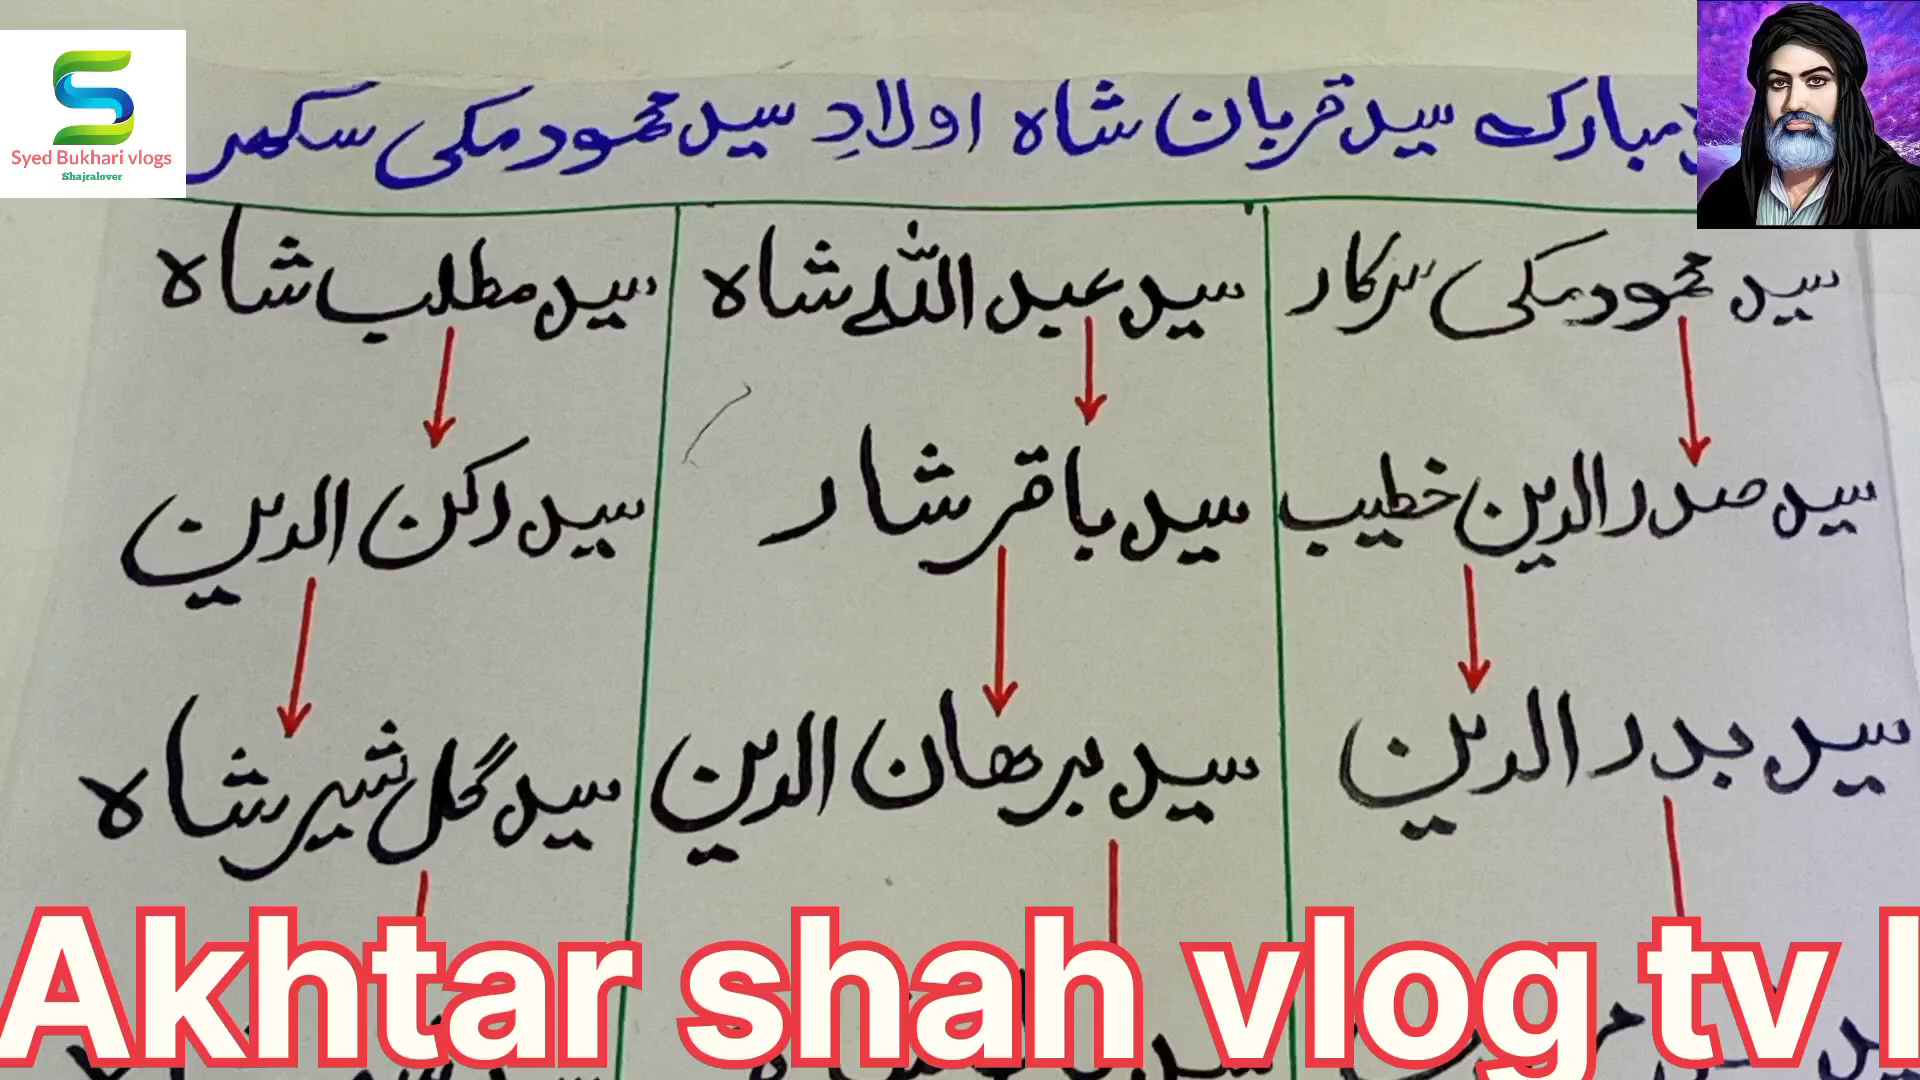 مبارک سید قربان شاہ اولادِ سید محمود مکی سکھر
سید محمود مکی سرکار
سید صدر الدین خطیب
سید بدر الدین
سید عبد اللہ شاہ
سید باقر شار
سید برھان الدین
سید مطلب شاہ
سید رکن الدین
سید گل شیر شاہ
Syed Bukhari vlogs
Shajralover
Akhtar shah vlog tv